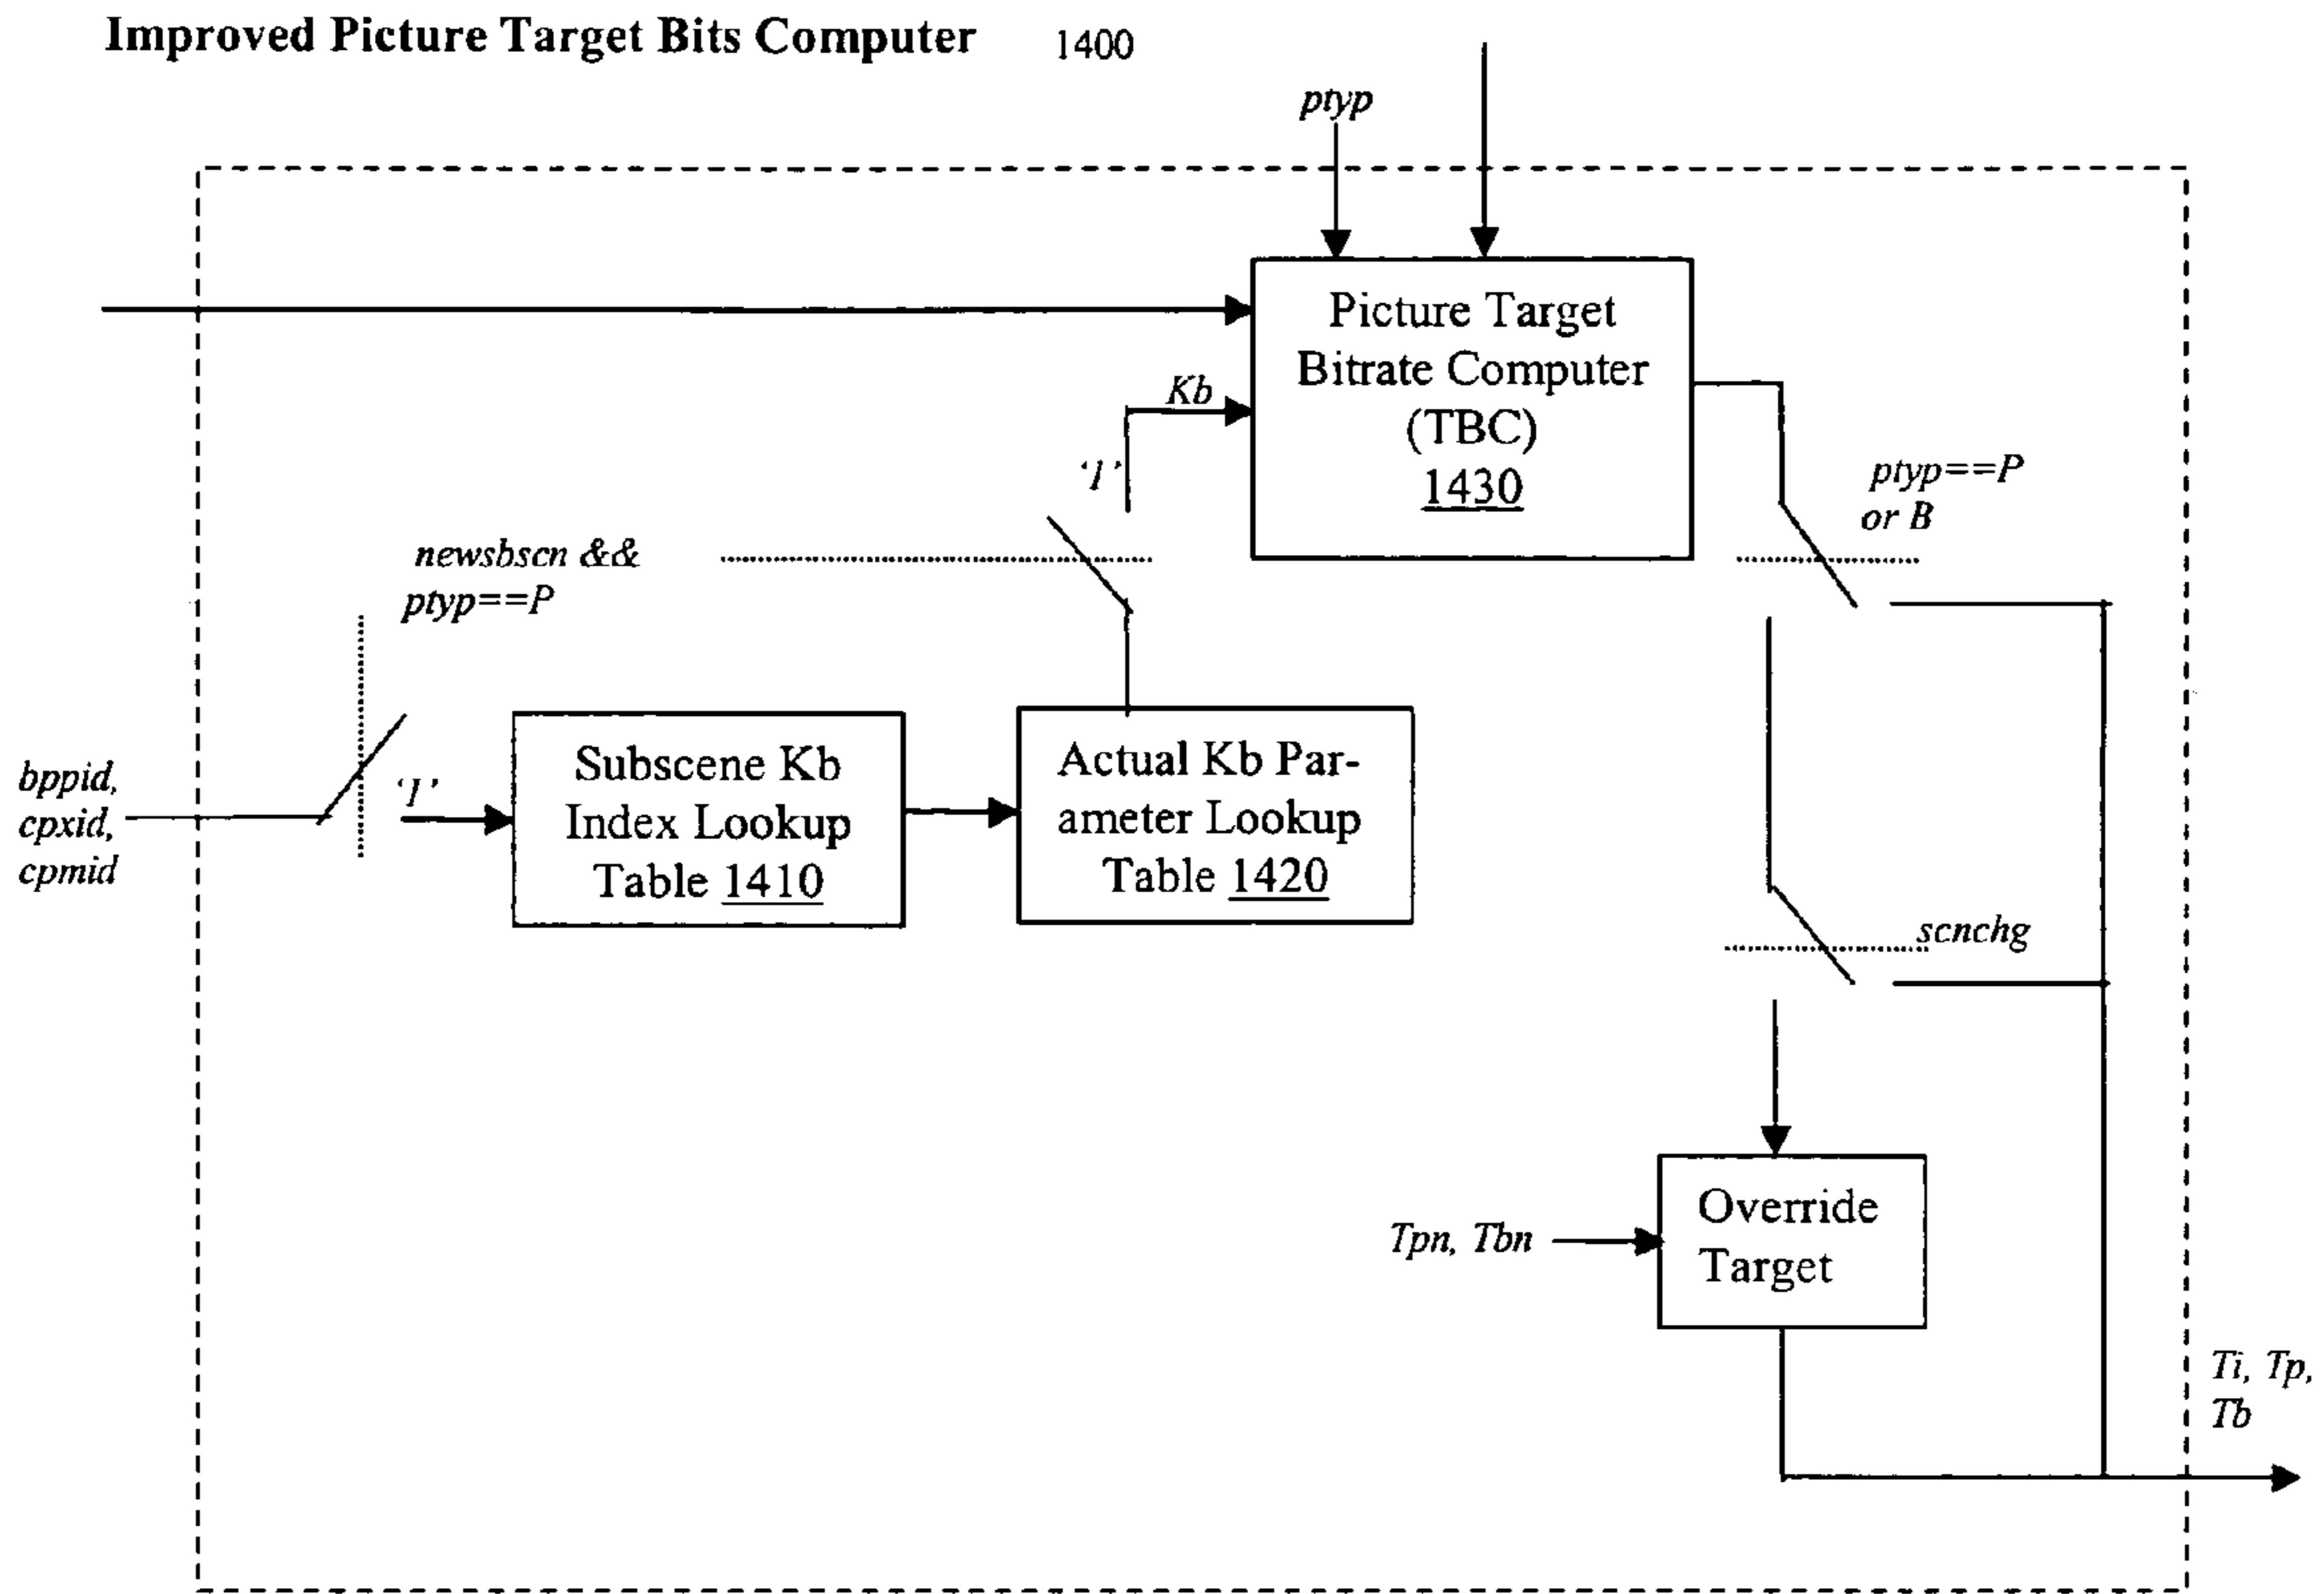 Improved Picture Target Bits Computer 1400
ptyp
Picture Target
Bitrate Computer
(TBC)
1430
Kb
‘1’
ptyp==P
or B
newsbscn &&
ptyp==P
bppid,
cpxid,
cpmid
‘1’
Subscene Kb
Index Lookup
Table 1410
Actual Kb Par-
ameter Lookup
Table 1420
scnchg
Tpn, Tbn
Override
Target
Ti, Tp,
Tb